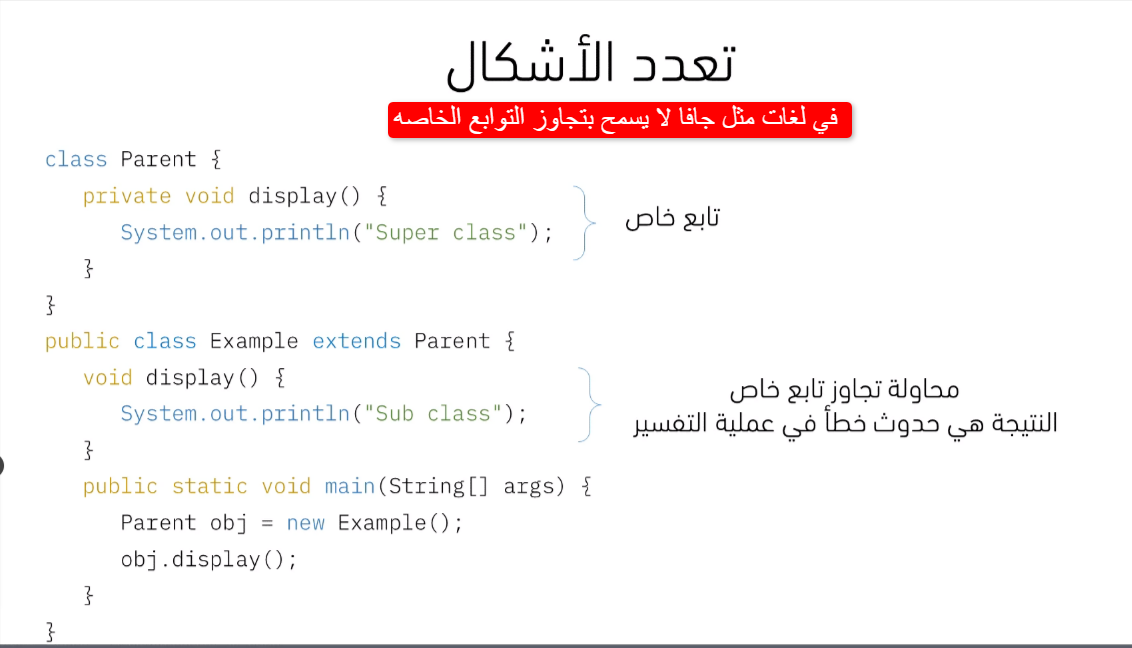 تعدد الأشكال
في لغات مثل جافا لا يسمح بتجاوز التوابع الخاصه
class Parent {
private void display() {
System.out.println("Super class");
}
}
تابع خاص
public class Example extends Parent {
void display() {
System.out.println("Sub class");
}
محاولة تجاوز تابع خاص
النتيجة هي حدوث خطأ في عملية التفسير
public static void main(String[] args) {
Parent obj = new Example();
obj.display();
}
}